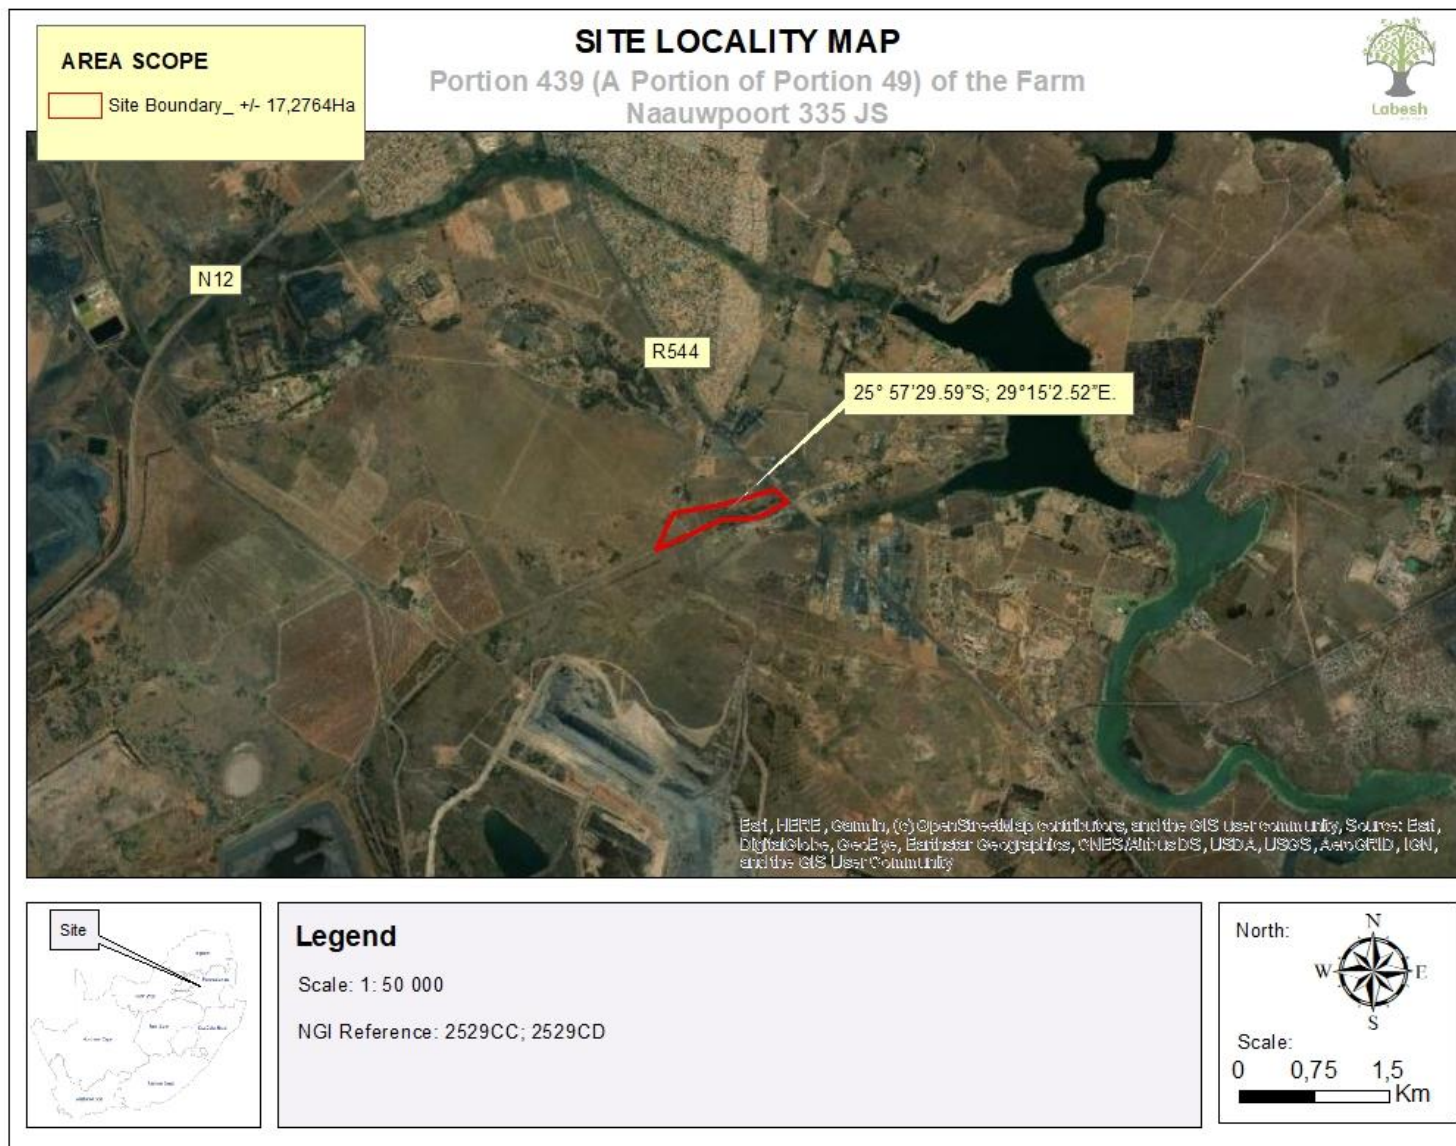 AREA SCOPE
Site Boundary_ +/- 17,2764Ha
SITE LOCALITY MAP
Portion 439 (A Portion of Portion 49) of the Farm
Naauwpoort 335 JS
Labesh
N12
R544
25° 57'29.59"S; 29°15'2.52"E.
Esri, HERE, Garmin, (c) OpenStreetMap contributors, and the GIS user community, Source: Esri,
DigitalGlobe, GeoEye, Earthstar Geographics, CNES/Airbus DS, USDA, USGS, AeroGRID, IGN,
and the GIS User Community
Site
Legend
Scale: 1: 50 000
NGI Reference: 2529CC; 2529CD
North:
N
W
E
S
Scale:
0 0,75 1,5
Km